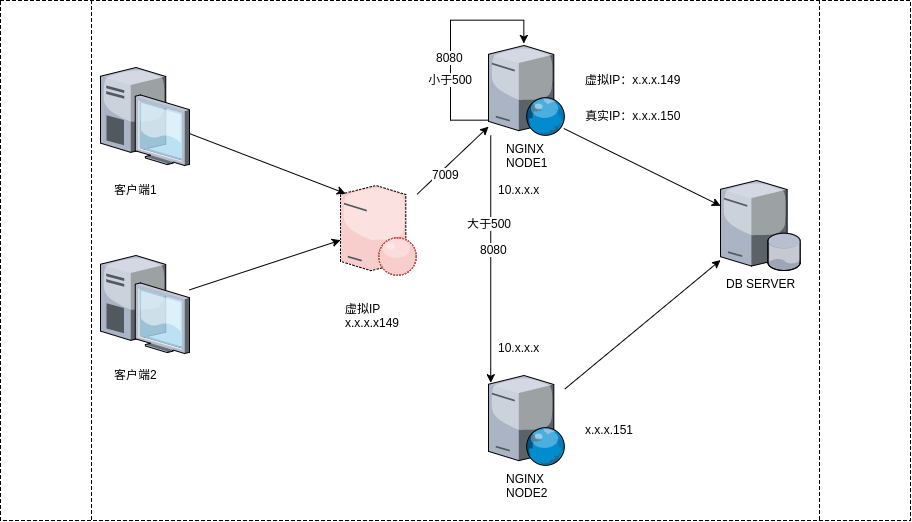 8080
小于500
虚拟IP：x.x.x.149
真实IP：x.x.x.150
NGINX
NODE1
客户端1
7009
10.x.x.x
大于500
8080
DB SERVER
虚拟IP
x.x.x.x149
10.x.x.x
客户端2
x.x.x.151
NGINX
NODE2